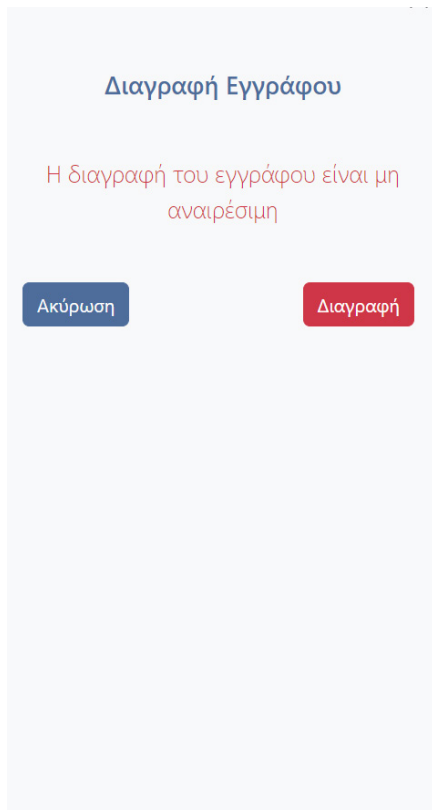 Διαγραφή Εγγράφου
Η διαγραφή του εγγράφου είναι μη
αναιρέσιμη
Ακύρωση
Διαγραφή